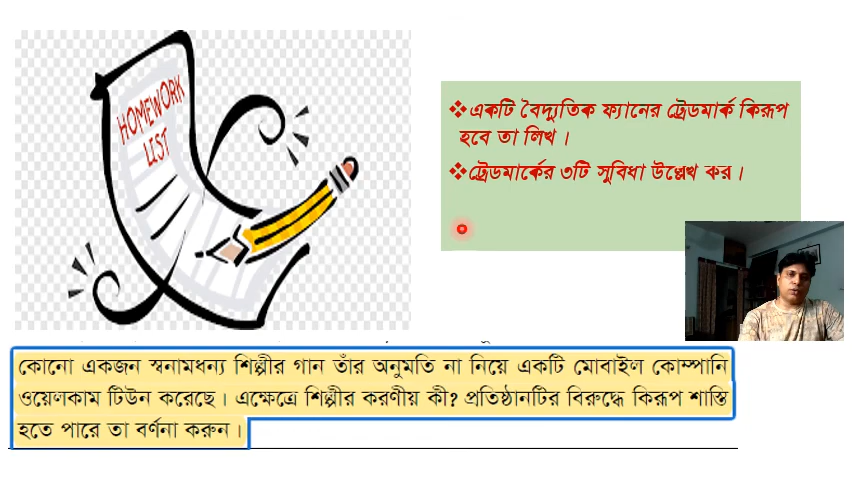 HOMEWORK
LIST
❖একটি বৈদ্যুতিক ফ্যানের ট্রেডমার্ক কিরূপ
হবে তা লিখ ।
❖ট্রেডমার্কের ৩টি সুবিধা উল্লেখ কর ।
কোনো একজন স্বনামধন্য শিল্পীর গান তাঁর অনুমতি না নিয়ে একটি মোবাইল কোম্পানি
ওয়েলকাম টিউন করেছে। এক্ষেত্রে শিল্পীর করণীয় কী? প্রতিষ্ঠানটির বিরুদ্ধে কিরূপ শাস্তি
হতে পারে তা বর্ণনা করুন।